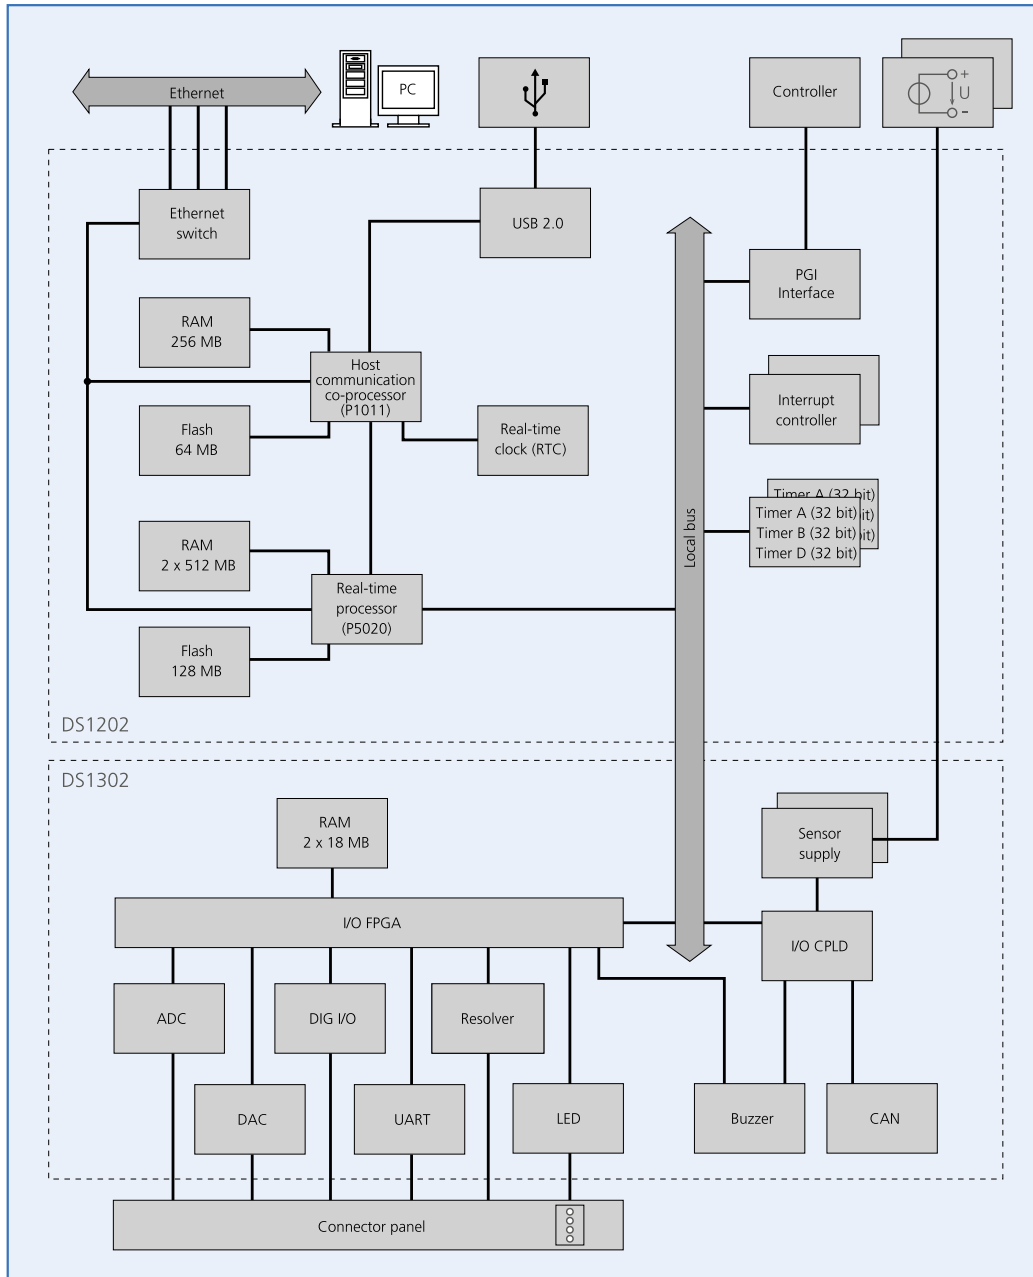 Ethernet
PC
Controller
+
U
-
Ethernet
switch
USB 2.0
PGI
Interface
RAM
256 MB
Host
communication
co-processor
(P1011)
Interrupt
controller
Flash
64 MB
Real-time
clock (RTC)
Timer A (32 bit)
Timer A (32 bit)
it)
Timer B (32 bit)
bit)
Timer D (32 bit)
Local bus
RAM
2 x 512 MB
Real-time
processor
(P5020)
Flash
128 MB
DS1202
DS1302
RAM
2 x 18 MB
Sensor
supply
I/O FPGA
I/O CPLD
ADC
DIG I/O
Resolver
DAC
UART
LED
Buzzer
CAN
Connector panel